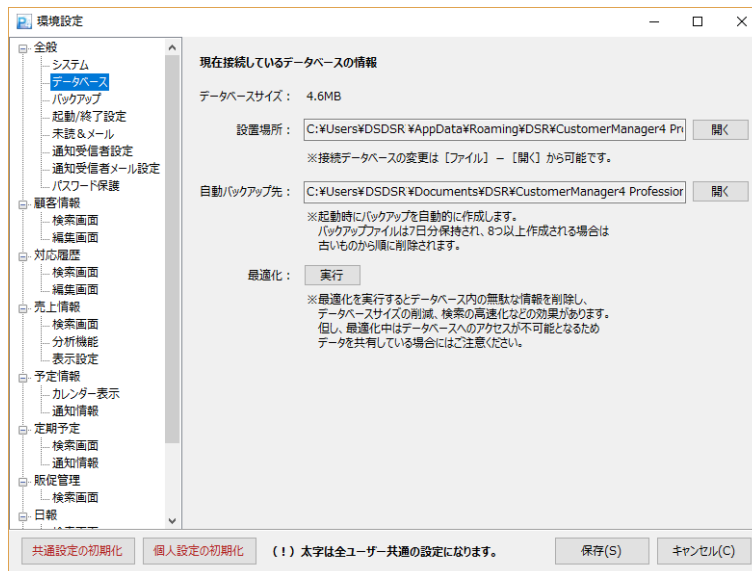 環境設定
全般
システム
データベース
バックアップ
起動/終了設定
未読＆メール
通知受信者設定
通知受信者メール設定
パスワード保護
顧客情報
検索画面
編集画面
対応履歴
検索画面
編集画面
売上情報
検索画面
分析機能
表示設定
予定情報
カレンダー表示
通知情報
定期予定
検索画面
通知情報
販促管理
検索画面
日報
現在接続しているデータベースの情報
データベースサイズ： 4.6MB
設置場所： C:¥Users¥DSDSR¥AppData¥Roaming¥DSR¥CustomerManager4 Pr 開く
※接続データベースの変更は［ファイル］－［開く］から可能です。
自動バックアップ先： C:¥Users¥DSDSR¥Documents¥DSR¥CustomerManager4 Profession 開く
※起動時にバックアップを自動的に作成します。
バックアップファイルは7日分保持され、8つ以上作成される場合は
古いものから順に削除されます。
最適化： 実行
※最適化を実行するとデータベース内の無駄な情報を削除し、
データベースサイズの削減、検索の高速化などの効果があります。
但し、最適化中はデータベースへのアクセスが不可能となるため
データを共有している場合にはご注意ください。
共通設定の初期化 個人設定の初期化 （！）太字は全ユーザー共通の設定になります。 保存(S) キャンセル(C)